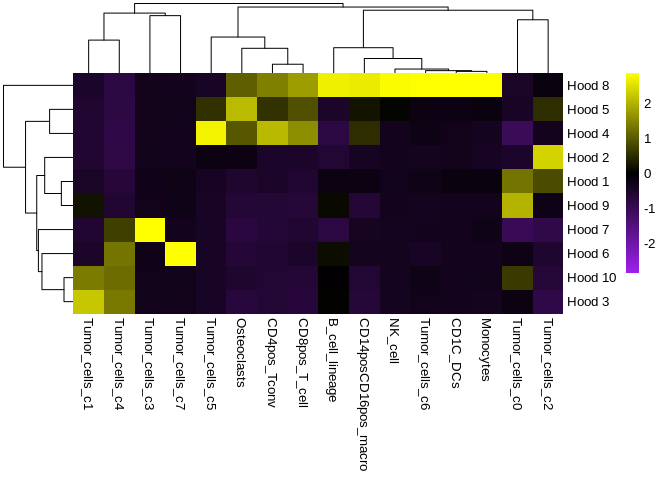 Hood 8
Hood 5
Hood 4
Hood 2
Hood 1
Hood 9
Hood 7
Hood 6
Hood 10
Hood 3
2
1
0
-1
-2
Tumor_cells_c1
Tumor_cells_c4
Tumor_cells_c3
Tumor_cells_c7
Tumor_cells_c5
Osteoclasts
CD4pos_Tconv
CD8pos_T_cell
B_cell_lineage
CD14posCD16pos_macro
NK_cell
Tumor_cells_c6
CD1C_DCs
Monocytes
Tumor_cells_c0
Tumor_cells_c2